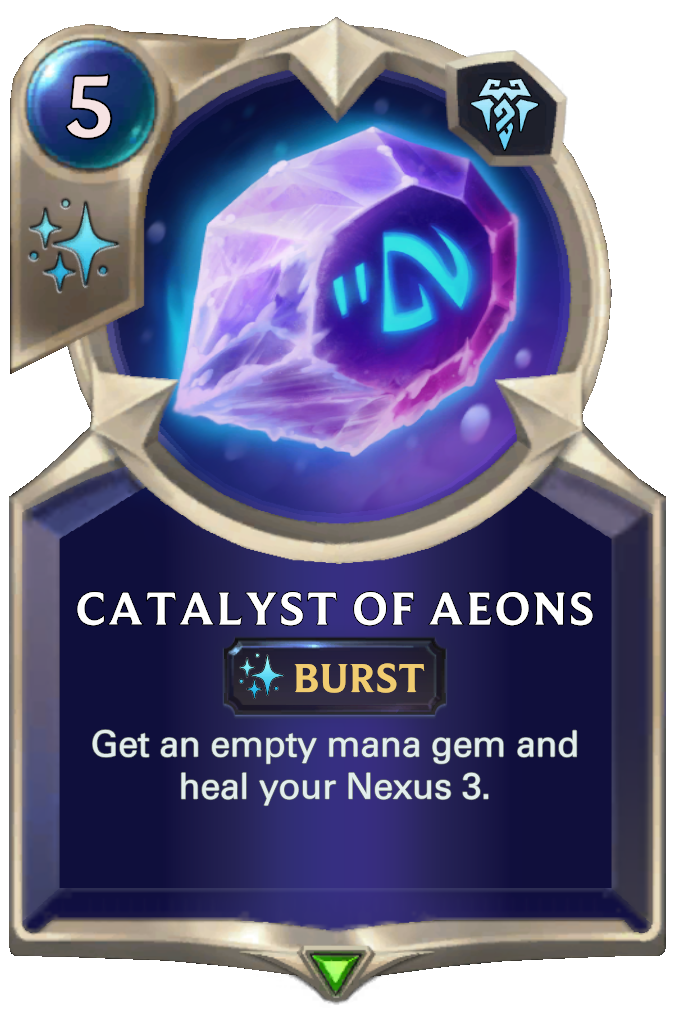 5
CATALYST OF AEONS
BURST
Get an empty mana gem and
heal your Nexus 3.